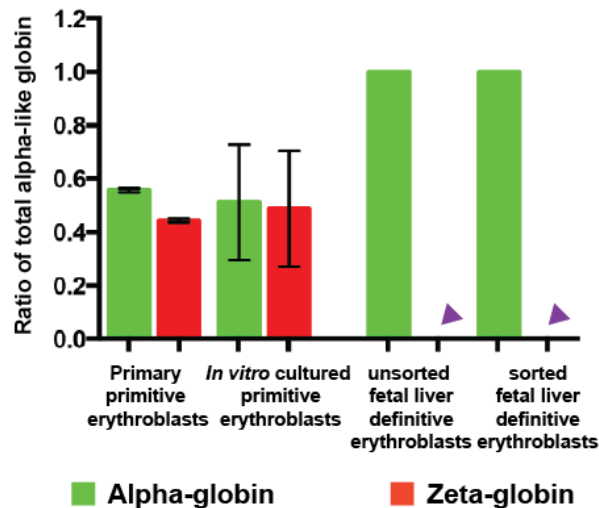 Ratio of total alpha-like globin
1.2
1.0
0.8
0.6
0.4
0.2
0.0
Primary
primitive
erythroblasts
In vitro cultured
primitive
erythroblasts
unsorted
fetal liver
definitive
erythroblasts
sorted
fetal liver
definitive
erythroblasts
Alpha-globin
Zeta-globin